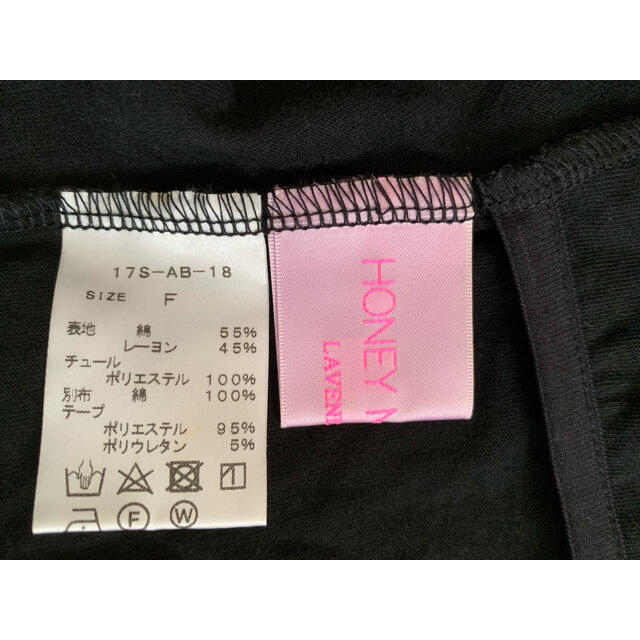 17S-AB-18
SIZE F
表地 綿 55%
レーヨン 45%
チュール
ポリエステル 100%
別布 綿 100%
テープ
ポリエステル 95%
ポリウレタン 5%
F W
HONEY
LAVEN